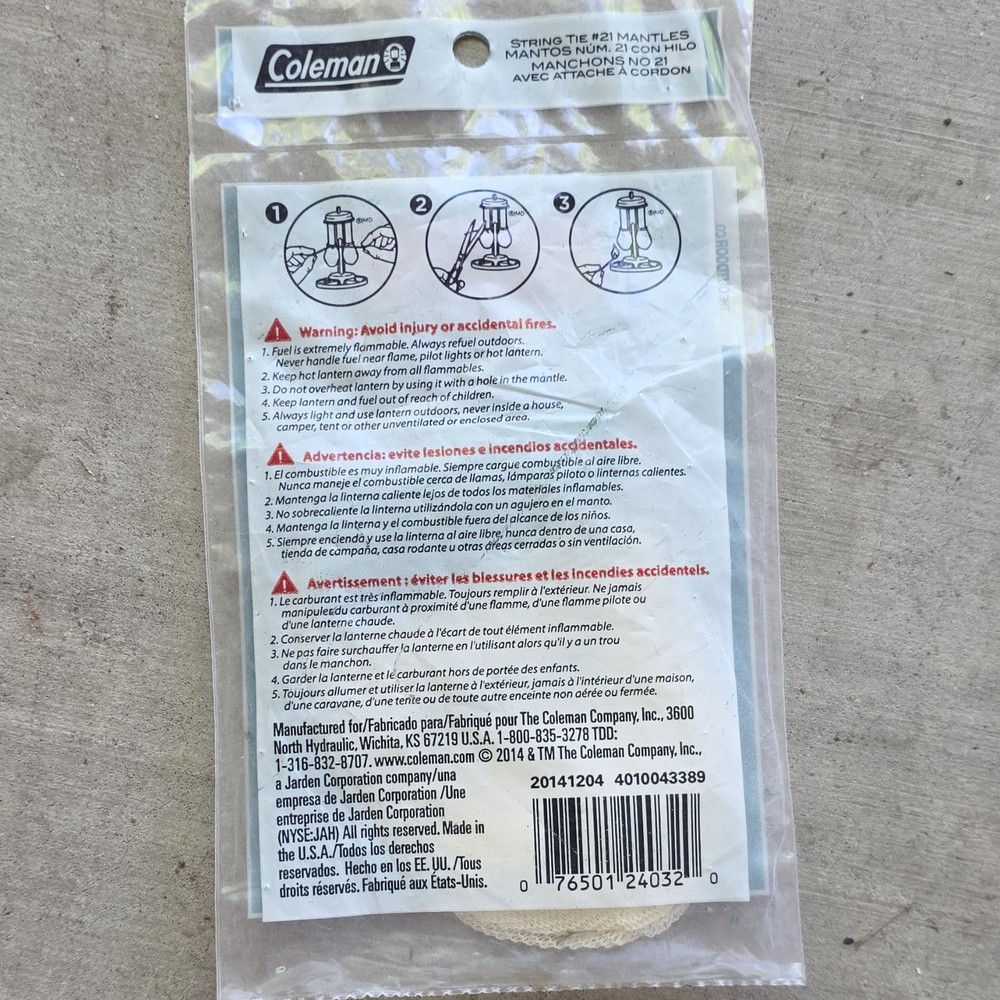 Coleman
STRING TIE #21 MANTLES
MANTOS NÚM. 21 CON HILO
MANCHONS NO 21
AVEC ATTACHE À CORDON
1
2
3
Warning: Avoid injury or accidental fires.
1. Fuel is extremely flammable. Always refuel outdoors.
Never handle fuel near flame, pilot lights or hot lantern.
2. Keep hot lantern away from all flammables.
3. Do not overheat lantern by using it with a hole in the mantle.
4. Keep lantern and fuel out of reach of children.
5. Always light and use lantern outdoors, never inside a house,
camper, tent or other unventilated or enclosed area.
Advertencia: evite lesiones e incendios accidentales.
1. El combustible es muy inflamable. Siempre cargue combustible al aire libre.
Nunca maneje el combustible cerca de llamas, lámparas piloto o linternas calientes.
2. Mantenga la linterna caliente lejos de todos los materiales inflamables.
3. No sobrecaliente la linterna utilizándola con un agujero en el manto.
4. Mantenga la linterna y el combustible fuera del alcance de los niños.
5. Siempre encienda y use la linterna al aire libre, nunca dentro de una casa,
tienda de campaña, casa rodante u otras áreas cerradas o sin ventilación.
Avertissement : éviter les blessures et les incendies accidentels.
1. Le carburant est très inflammable. Toujours remplir à l'extérieur. Ne jamais
manipuler du carburant à proximité d'une flamme, d'une flamme pilote ou
d'une lanterne chaude.
2. Conserver la lanterne chaude à l'écart de tout élément inflammable.
3. Ne pas faire surchauffer la lanterne en l'utilisant alors qu'il y a un trou
dans le manchon.
4. Garder la lanterne et le carburant hors de portée des enfants.
5. Toujours allumer et utiliser la lanterne à l'extérieur, jamais à l'intérieur d'une maison,
d'une caravane, d'une tente ou de toute autre enceinte non aérée ou fermée.
Manufactured for/Fabricado para/Fabriqué pour The Coleman Company, Inc., 3600
North Hydraulic, Wichita, KS 67219 U.S.A. 1-800-835-3278 TDD:
1-316-832-8707. www.coleman.com © 2014 & TM The Coleman Company, Inc.,
a Jarden Corporation company/una
empresa de Jarden Corporation /Une
entreprise de Jarden Corporation
(NYSE:JAH) All rights reserved. Made in
the U.S.A./Todos los derechos
reservados. Hecho en los EE. UU. /Tous
droits réservés. Fabriqué aux États-Unis.
20141204 4010043389
0 76501 24032 0